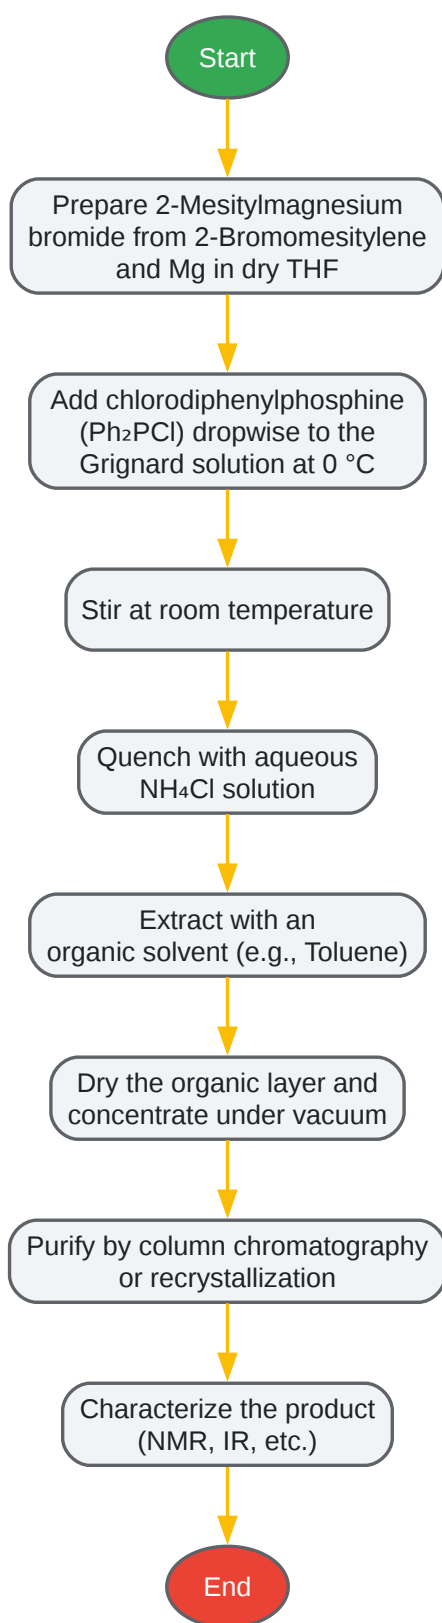 Start
Prepare 2-Mesitylmagnesium
bromide from 2-Bromomesitylene
and Mg in dry THF
Add chlorodiphenylphosphine
(Ph₂PCl) dropwise to the
Grignard solution at 0 °C
Stir at room temperature
Quench with aqueous
NH₄Cl solution
Extract with an
organic solvent (e.g., Toluene)
Dry the organic layer and
concentrate under vacuum
Purify by column chromatography
or recrystallization
Characterize the product
(NMR, IR, etc.)
End